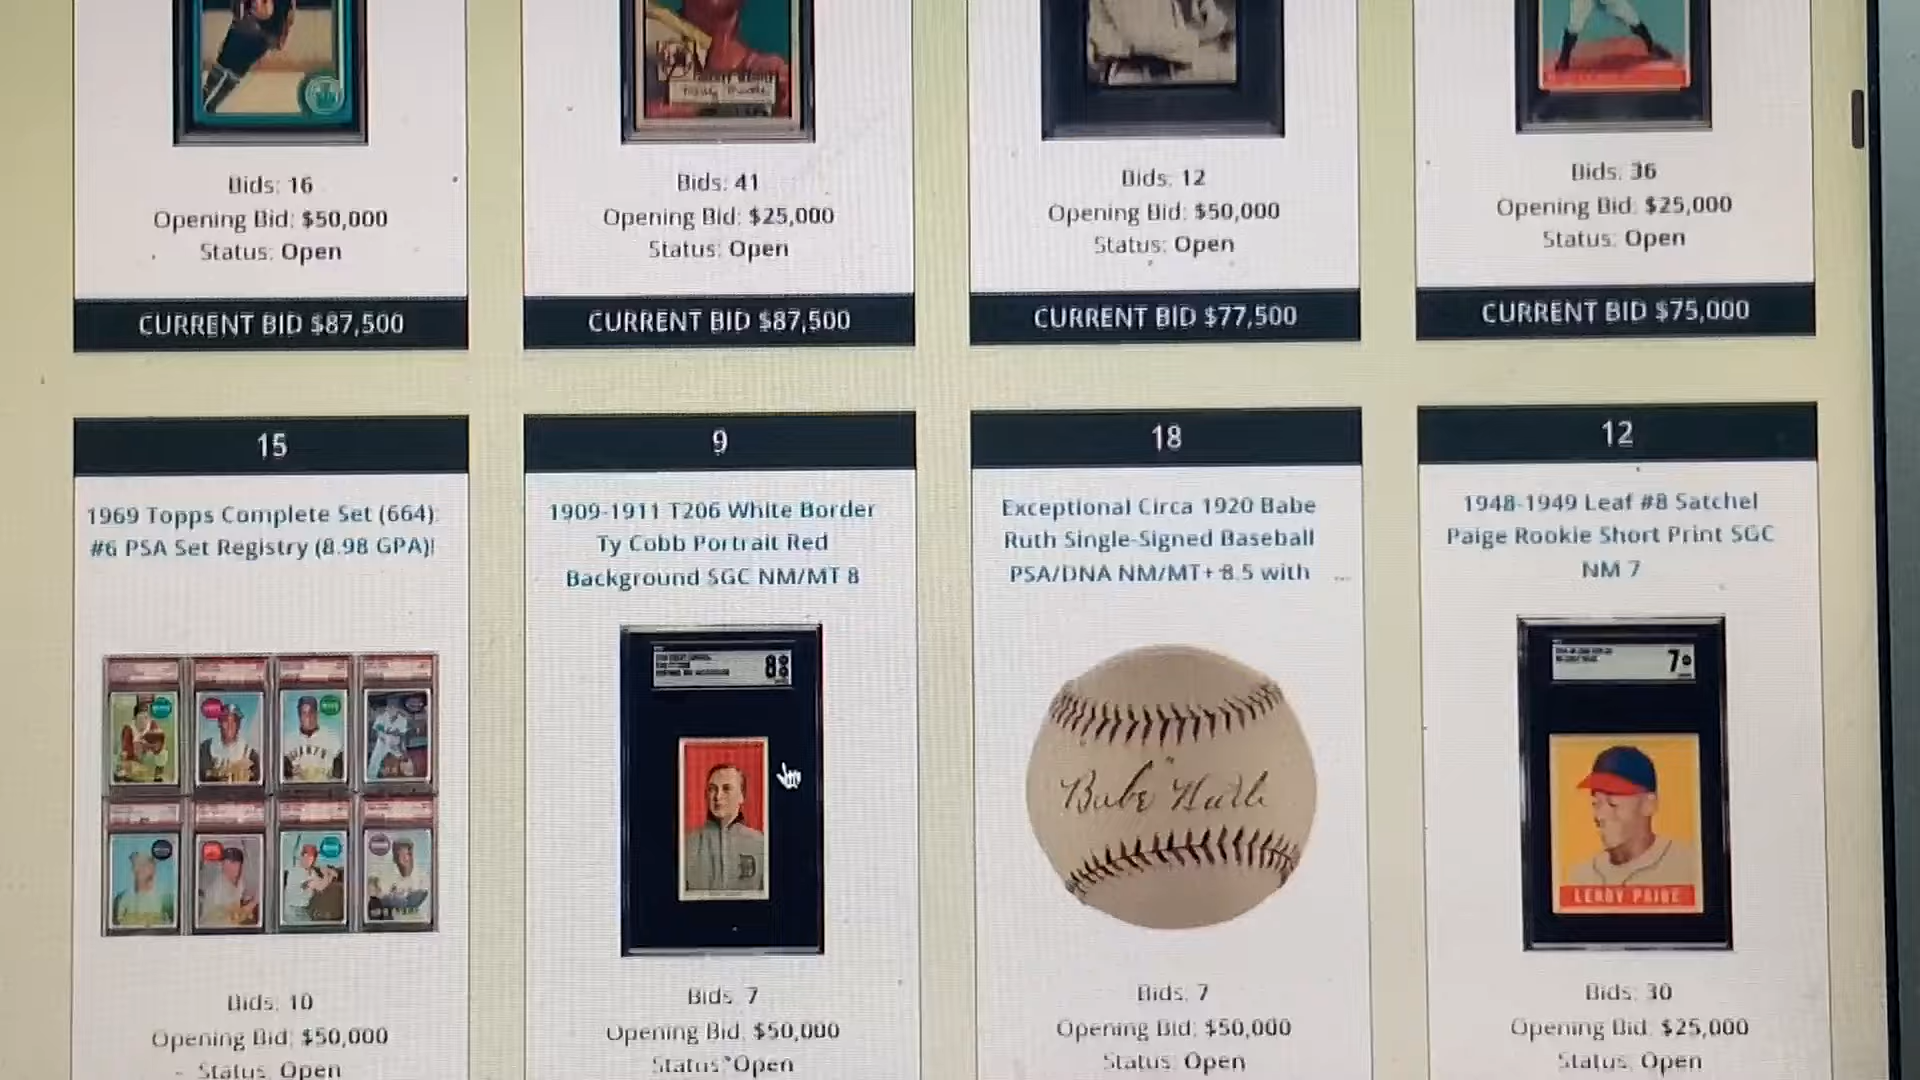 Bids: 16
Opening Bid: $50,000
Status: Open
CURRENT BID $87,500
Bids: 41
Opening Bid: $25,000
Status: Open
CURRENT BID $87,500
Bids: 12
Opening Bid: $50,000
Status: Open
CURRENT BID $77,500
Bids: 36
Opening Bid: $25,000
Status: Open
CURRENT BID $75,000
15
1969 Topps Complete Set (664):
#6 PSA Set Registry (8.98 GPA)!
Bids: 10
Opening Bid: $50,000
Status: Open
9
1909-1911 T206 White Border
Ty Cobb Portrait Red
Background SGC NM/MT 8
88
D
Bids: 7
Opening Bid: $50,000
Status: Open
18
Exceptional Circa 1920 Babe
Ruth Single-Signed Baseball
PSA/DNA NM/MT+ 8.5 with ...
"Babe" Ruth
Bids: 7
Opening Bid: $50,000
Status: Open
12
1948-1949 Leaf #8 Satchel
Paige Rookie Short Print SGC
NM 7
7
LEROY PAIGE
Bids: 30
Opening Bid: $25,000
Status: Open